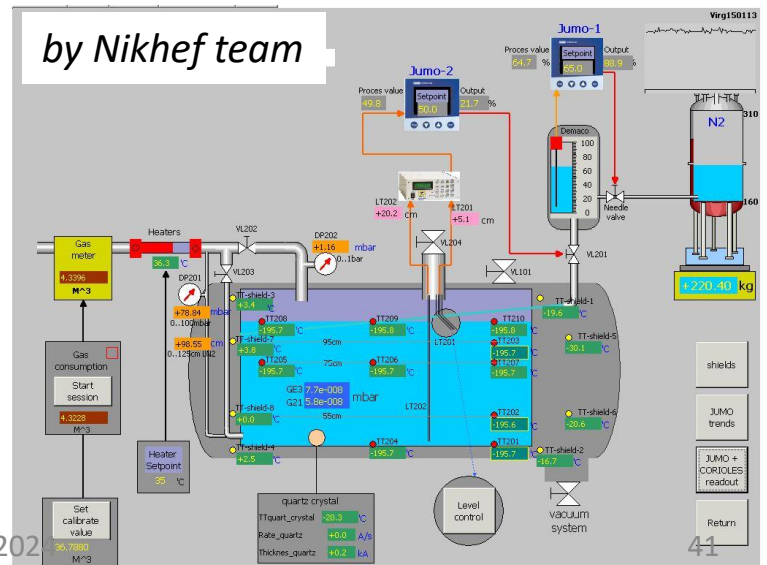 by Nikhef team
Virg150113
Jumo-1
Proces value
Output
64.7 %
Setpoint
65.0
88.9 %
Jumo-2
Proces value
Output
49.8
Setpoint
50.0
21.7 %
Demaco
100
80
60
40
20
0
N2
310
160
Needle
valve
+220.40 kg
LT202
+20.2 cm
LT201
+5.1 cm
VL204
VL201
VL101
Gas
meter
4.3396
M^3
Heaters
36.3 °C
VL202
VL203
DP202
+1.16 mbar
0..1bar
DP201
+78.84 mbar
0..100mbar
+98.55 cm
0..125cm LN2
TT-shield-3
+3.4 °C
TT208
-195.7 °C
TT209
-195.8 °C
TT210
-195.8 °C
TT-shield-1
-19.6 °C
TT-shield-7
+3.8 °C
95cm
LT201
TT203
-195.7 °C
TT-shield-5
-30.1 °C
TT205
-195.7 °C
75cm
TT206
-195.7 °C
TT207
-195.7 °C
GE3 7.7e-008
G21 5.8e-008
mbar
LT202
TT-shield-8
+0.0 °C
55cm
TT202
-195.6 °C
TT-shield-6
-20.6 °C
TT-shield-4
+2.5 °C
TT204
-195.7 °C
TT201
-195.7 °C
TT-shield-2
-16.7 °C
Gas
consumption
Start
session
4.3228
M^3
Heater
Setpoint
35 °C
Set
calibrate
value
36.7880
M^3
quartz crystal
TTquart_crystal -20.3 °C
Rate_quartz +0.0 A/s
Thicknes_quartz +0.2 kA
Level
control
vacuum
system
shields
JUMO
trends
JUMO +
CORIOLES
readout
Return
41